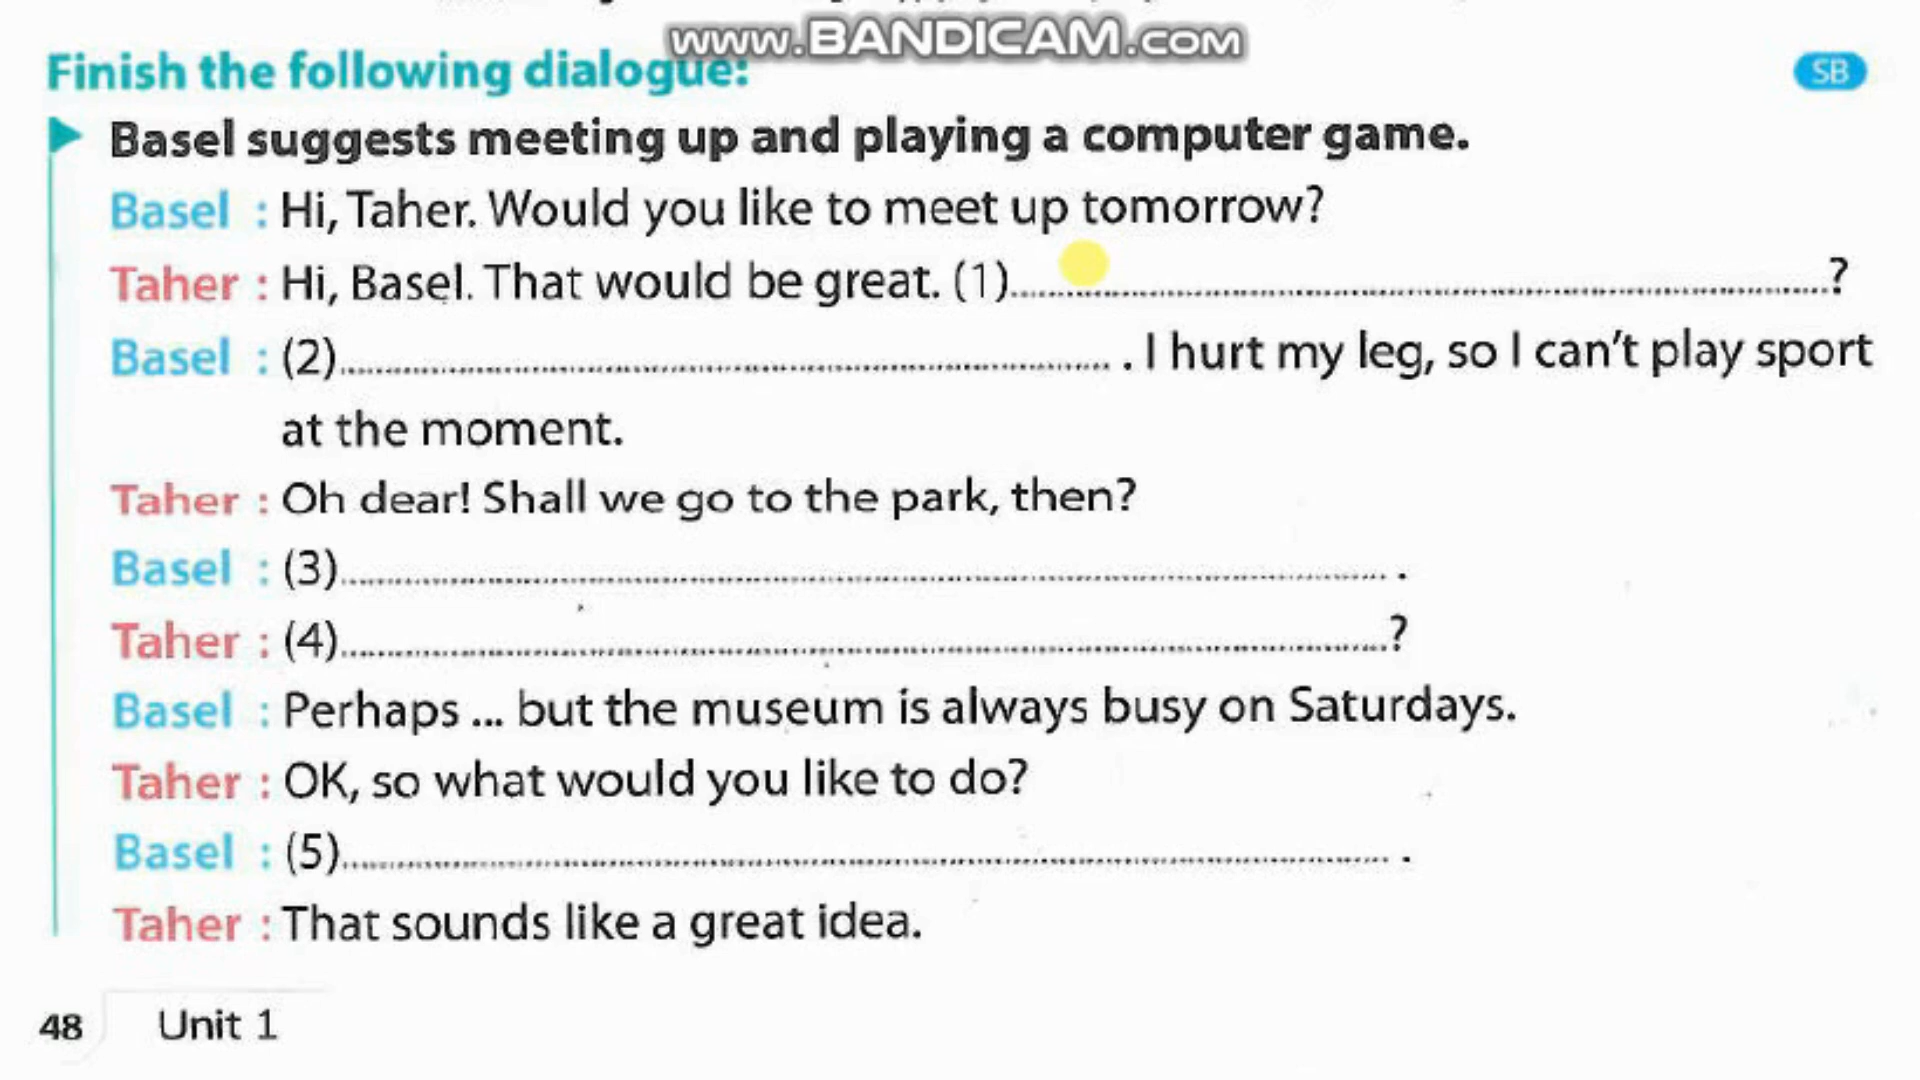 www.BANDICAM.com
Finish the following dialogue:
SB
Basel suggests meeting up and playing a computer game.
Basel : Hi, Taher. Would you like to meet up tomorrow?
Taher : Hi, Basel. That would be great. (1)....................?
Basel : (2).................... . I hurt my leg, so I can't play sport
at the moment.
Taher : Oh dear! Shall we go to the park, then?
Basel : (3).................... .
Taher : (4)....................?
Basel : Perhaps ... but the museum is always busy on Saturdays.
Taher : OK, so what would you like to do?
Basel : (5).................... .
Taher : That sounds like a great idea.
48 Unit 1